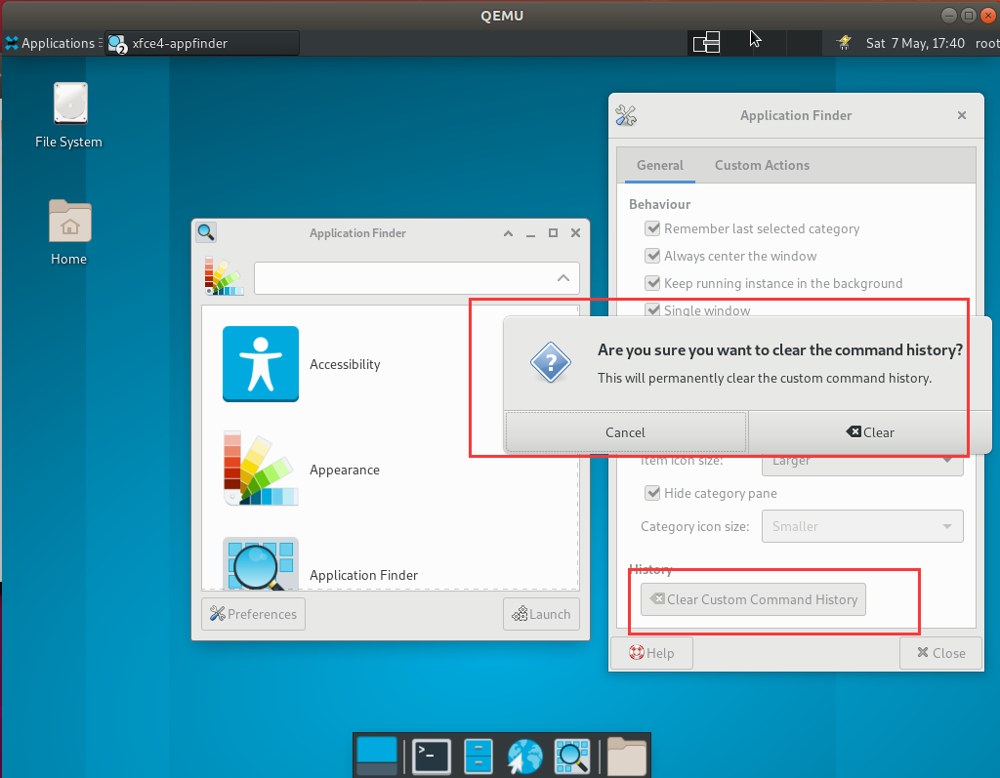 QEMU
Applications
2
xfce4-appfinder
Sat 7 May, 17:40
root
File System
Home
Application Finder
General
Custom Actions
Behaviour
Remember last selected category
Always center the window
Keep running instance in the background
Single window
Application Finder
Accessibility
Appearance
Application Finder
Preferences
Launch
?
Are you sure you want to clear the command history?
This will permanently clear the custom command history.
Cancel
Clear
Item icon size:
Larger
Hide category pane
Category icon size:
Smaller
History
Clear Custom Command History
Help
Close